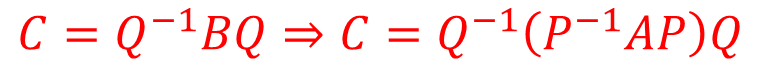 C = Q⁻¹BQ ⇒ C = Q⁻¹(P⁻¹AP)Q